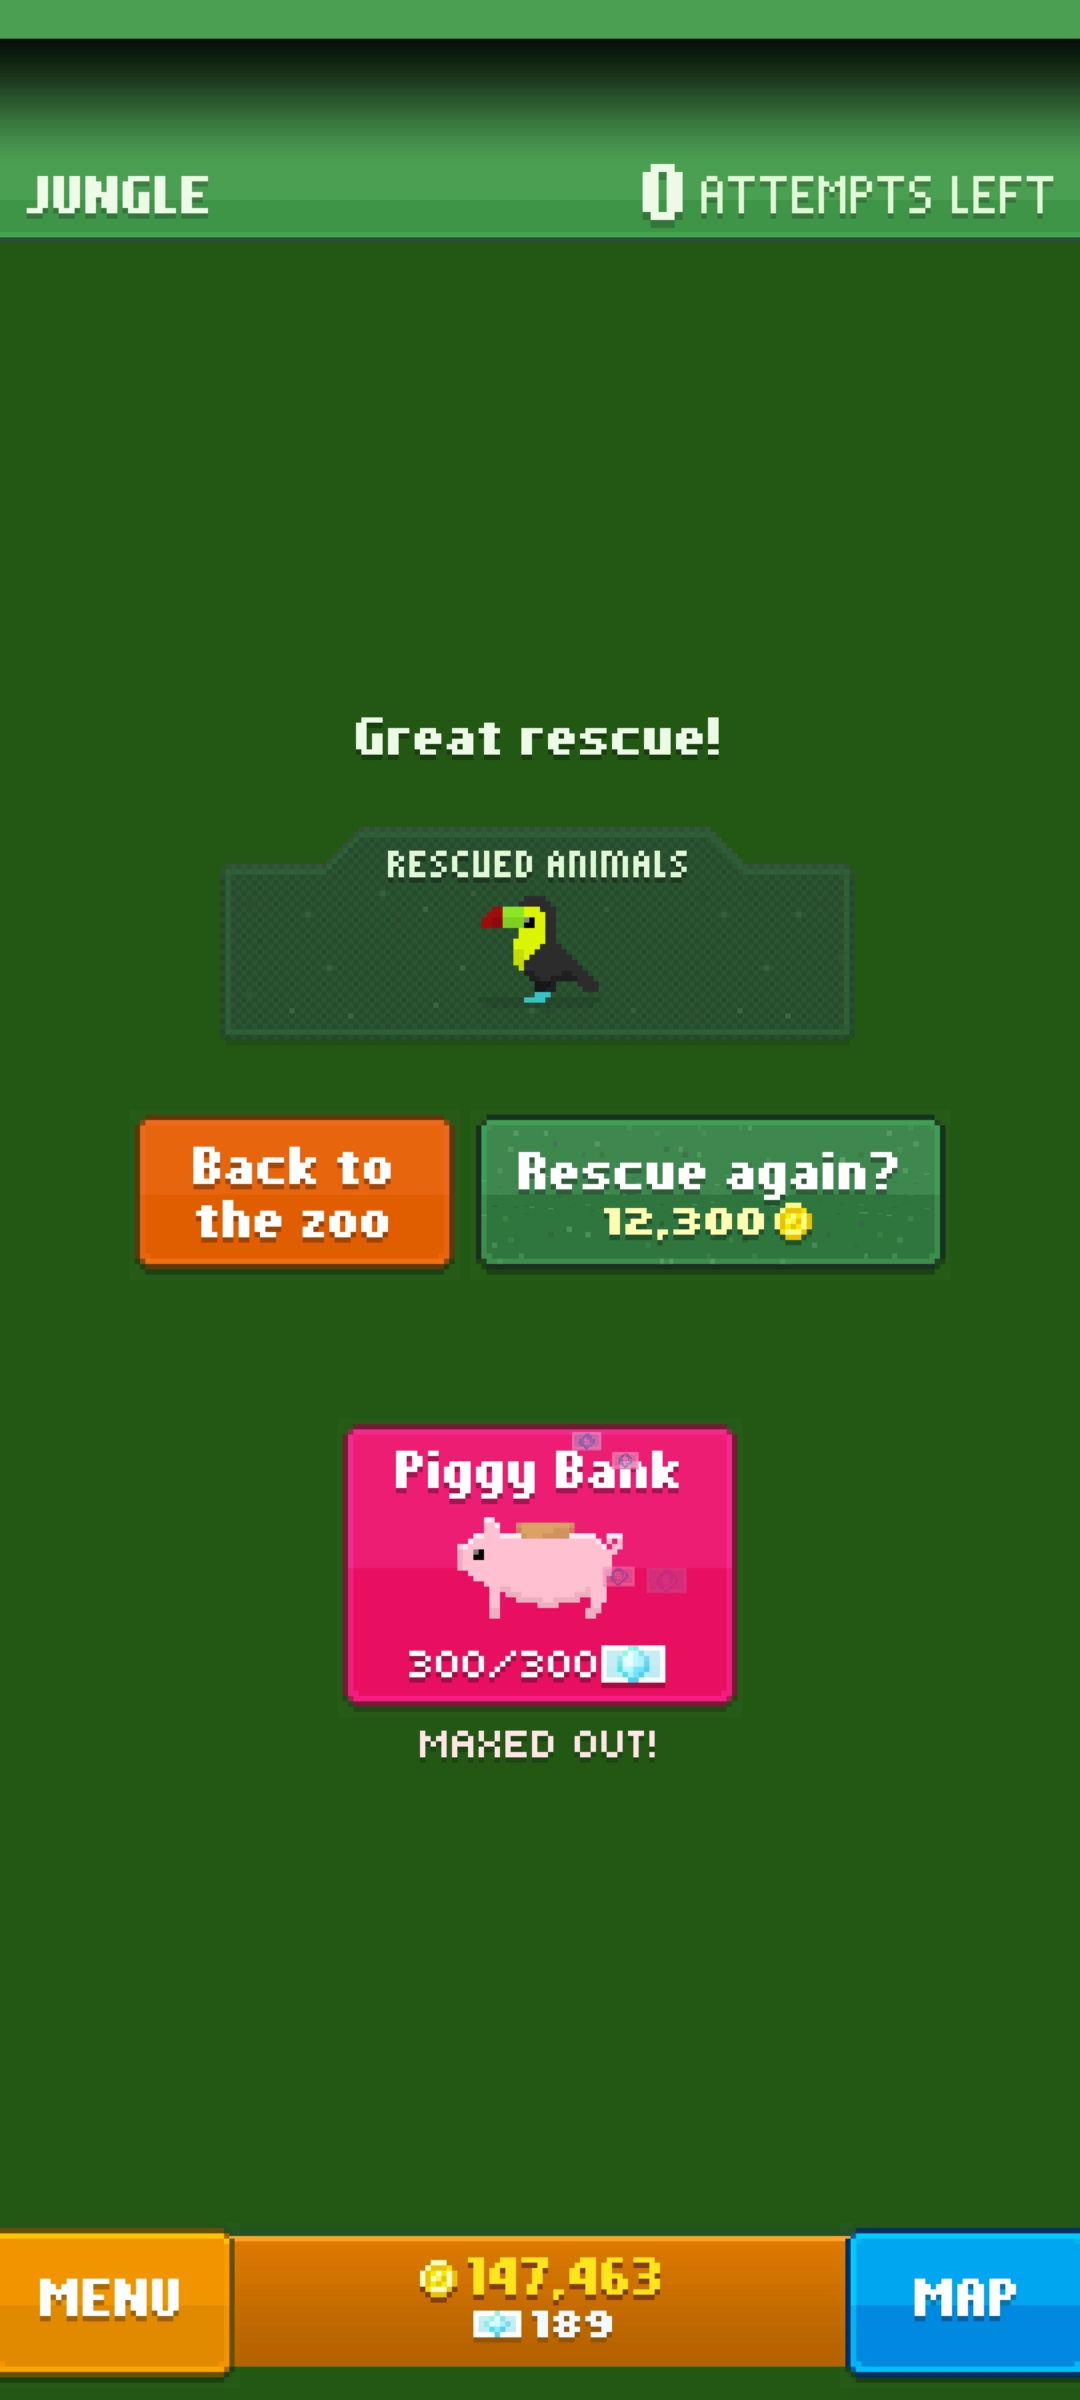 JUNGLE
0 ATTEMPTS LEFT
Great rescue!
RESCUED ANIMALS
Back to
the zoo
Rescue again?
12,300
Piggy Bank
300/300
MAXED OUT!
MENU
147,463
189
MAP